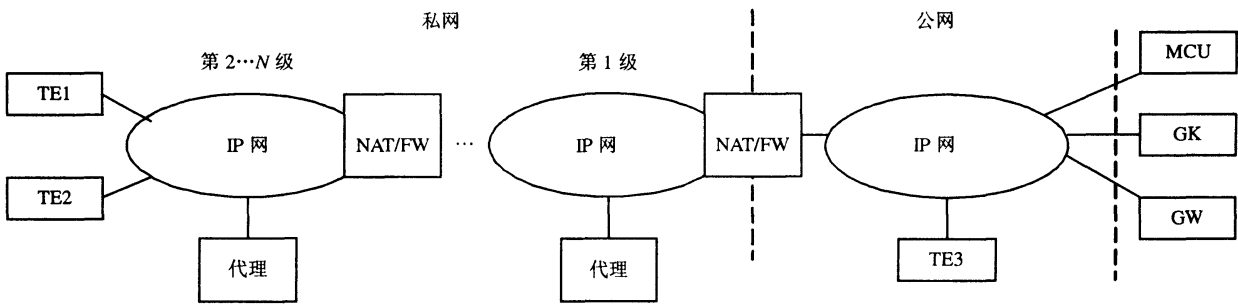 私网
公网
第 2…N 级
第 1 级
TE1
TE2
IP 网
NAT/FW
…
IP 网
NAT/FW
IP 网
MCU
GK
GW
代理
代理
TE3